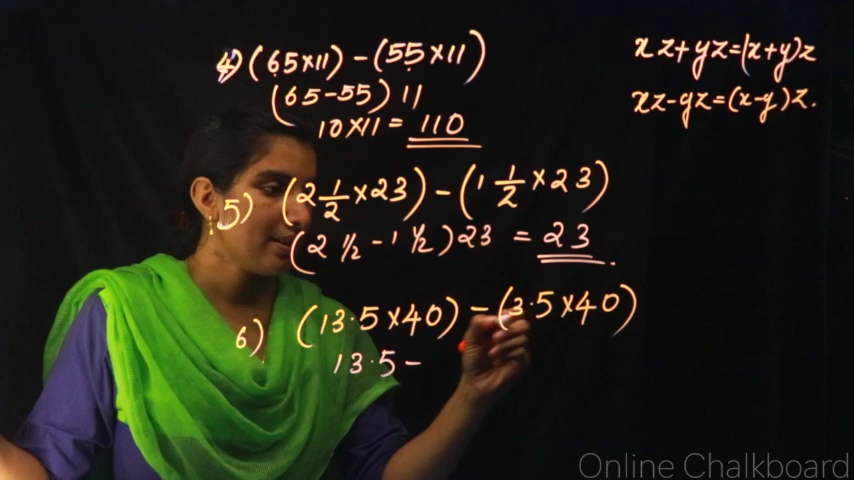 4) (65×11) - (55×11)
(65-55) 11
10×11 = 110
xz+yz=(x+y)z
xz-yz=(x-y)z.
5) (2 1/2 ×23) - (1 1/2 ×23)
(2 1/2 - 1 1/2) 23 = 23.
6) (13.5×40) - (3.5×40)
13.5 -
Online Chalkboard